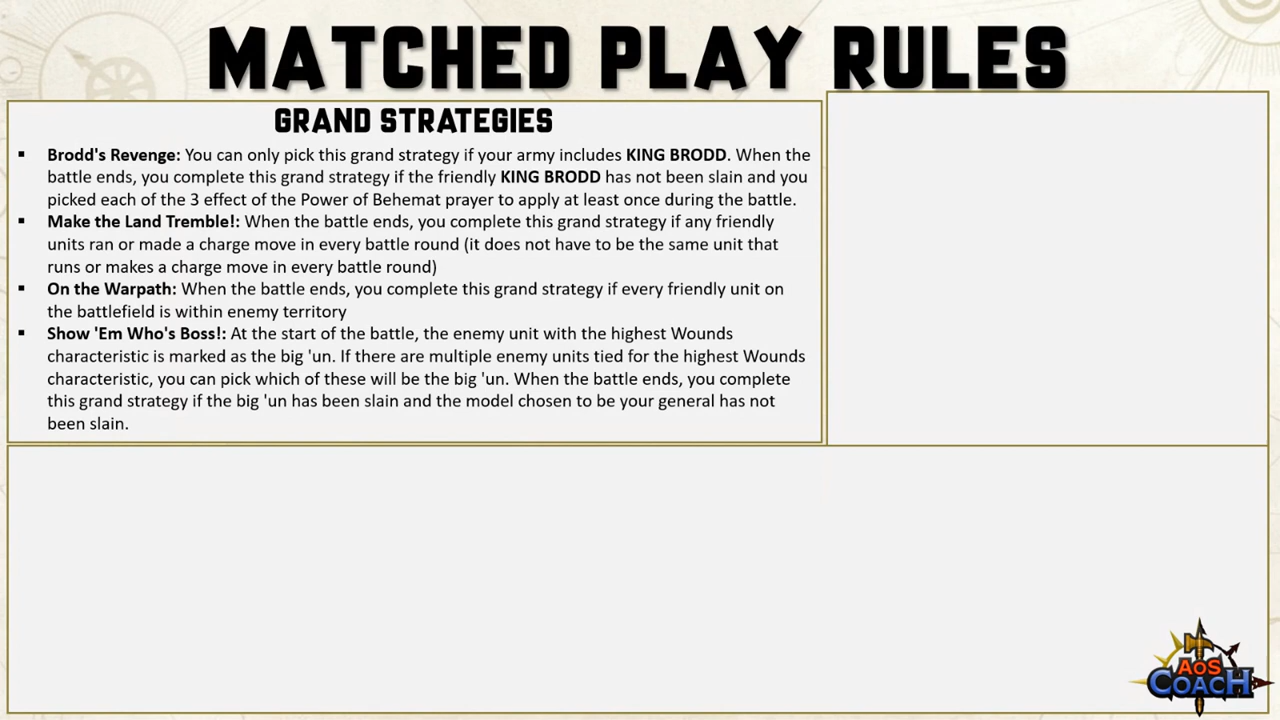 MATCHED PLAY RULES
GRAND STRATEGIES
▪ Brodd's Revenge: You can only pick this grand strategy if your army includes KING BRODD. When the
battle ends, you complete this grand strategy if the friendly KING BRODD has not been slain and you
picked each of the 3 effect of the Power of Behemat prayer to apply at least once during the battle.
▪ Make the Land Tremble!: When the battle ends, you complete this grand strategy if any friendly
units ran or made a charge move in every battle round (it does not have to be the same unit that
runs or makes a charge move in every battle round)
▪ On the Warpath: When the battle ends, you complete this grand strategy if every friendly unit on
the battlefield is within enemy territory
▪ Show 'Em Who's Boss!: At the start of the battle, the enemy unit with the highest Wounds
characteristic is marked as the big 'un. If there are multiple enemy units tied for the highest Wounds
characteristic, you can pick which of these will be the big 'un. When the battle ends, you complete
this grand strategy if the big 'un has been slain and the model chosen to be your general has not
been slain.
AoS
COACH